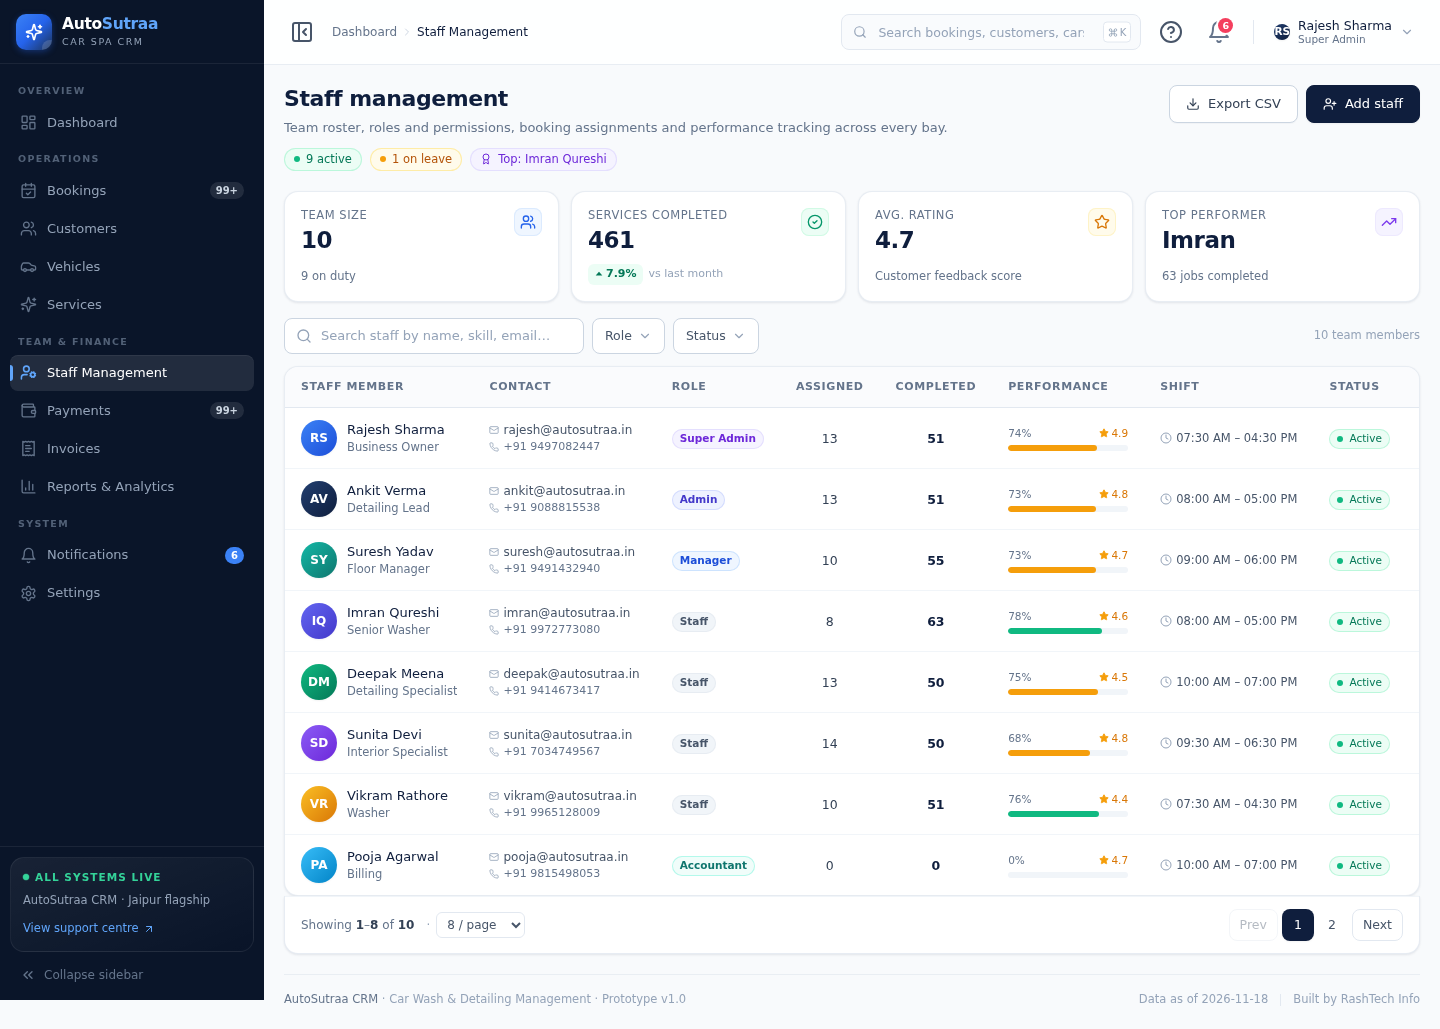 AutoSutraa
CAR SPA CRM
OVERVIEW
Dashboard
OPERATIONS
Bookings 99+
Customers
Vehicles
Services
TEAM & FINANCE
Staff Management
Payments 99+
Invoices
Reports & Analytics
SYSTEM
Notifications 6
Settings
ALL SYSTEMS LIVE
AutoSutraa CRM · Jaipur flagship
View support centre
Collapse sidebar
Dashboard Staff Management
Search bookings, customers, cars ⌘K
6
RS Rajesh Sharma
Super Admin
Staff management
Team roster, roles and permissions, booking assignments and performance tracking across every bay.
9 active 1 on leave Top: Imran Qureshi
Export CSV Add staff
TEAM SIZE
10
9 on duty
SERVICES COMPLETED
461
7.9% vs last month
AVG. RATING
4.7
Customer feedback score
TOP PERFORMER
Imran
63 jobs completed
Search staff by name, skill, email... Role Status 10 team members
STAFF MEMBER CONTACT ROLE ASSIGNED COMPLETED PERFORMANCE SHIFT STATUS
RS Rajesh Sharma Business Owner rajesh@autosutraa.in +91 9497082447 Super Admin 13 51 74% 4.9 07:30 AM – 04:30 PM Active
AV Ankit Verma Detailing Lead ankit@autosutraa.in +91 9088815538 Admin 13 51 73% 4.8 08:00 AM – 05:00 PM Active
SY Suresh Yadav Floor Manager suresh@autosutraa.in +91 9491432940 Manager 10 55 73% 4.7 09:00 AM – 06:00 PM Active
IQ Imran Qureshi Senior Washer imran@autosutraa.in +91 9972773080 Staff 8 63 78% 4.6 08:00 AM – 05:00 PM Active
DM Deepak Meena Detailing Specialist deepak@autosutraa.in +91 9414673417 Staff 13 50 75% 4.5 10:00 AM – 07:00 PM Active
SD Sunita Devi Interior Specialist sunita@autosutraa.in +91 7034749567 Staff 14 50 68% 4.8 09:30 AM – 06:30 PM Active
VR Vikram Rathore Washer vikram@autosutraa.in +91 9965128009 Staff 10 51 76% 4.4 07:30 AM – 04:30 PM Active
PA Pooja Agarwal Billing pooja@autosutraa.in +91 9815498053 Accountant 0 0 0% 4.7 10:00 AM – 07:00 PM Active
Showing 1–8 of 10 · 8 / page Prev 1 2 Next
AutoSutraa CRM · Car Wash & Detailing Management · Prototype v1.0
Data as of 2026-11-18 Built by RashTech Info